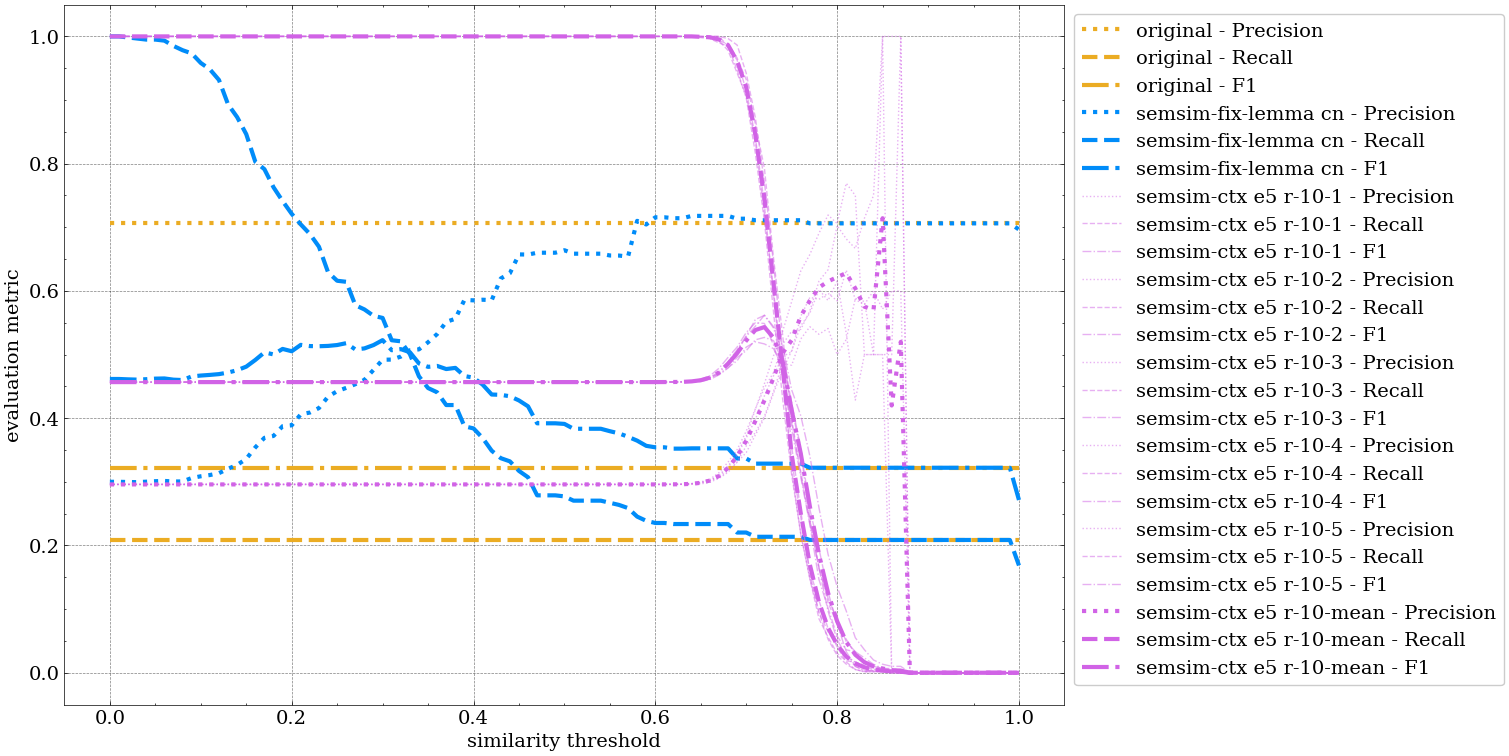 1.0
0.8
0.6
0.4
0.2
0.0
evaluation metric
0.0 0.2 0.4 0.6 0.8 1.0
similarity threshold
original - Precision
original - Recall
original - F1
semsim-fix-lemma cn - Precision
semsim-fix-lemma cn - Recall
semsim-fix-lemma cn - F1
semsim-ctx e5 r-10-1 - Precision
semsim-ctx e5 r-10-1 - Recall
semsim-ctx e5 r-10-1 - F1
semsim-ctx e5 r-10-2 - Precision
semsim-ctx e5 r-10-2 - Recall
semsim-ctx e5 r-10-2 - F1
semsim-ctx e5 r-10-3 - Precision
semsim-ctx e5 r-10-3 - Recall
semsim-ctx e5 r-10-3 - F1
semsim-ctx e5 r-10-4 - Precision
semsim-ctx e5 r-10-4 - Recall
semsim-ctx e5 r-10-4 - F1
semsim-ctx e5 r-10-5 - Precision
semsim-ctx e5 r-10-5 - Recall
semsim-ctx e5 r-10-5 - F1
semsim-ctx e5 r-10-mean - Precision
semsim-ctx e5 r-10-mean - Recall
semsim-ctx e5 r-10-mean - F1